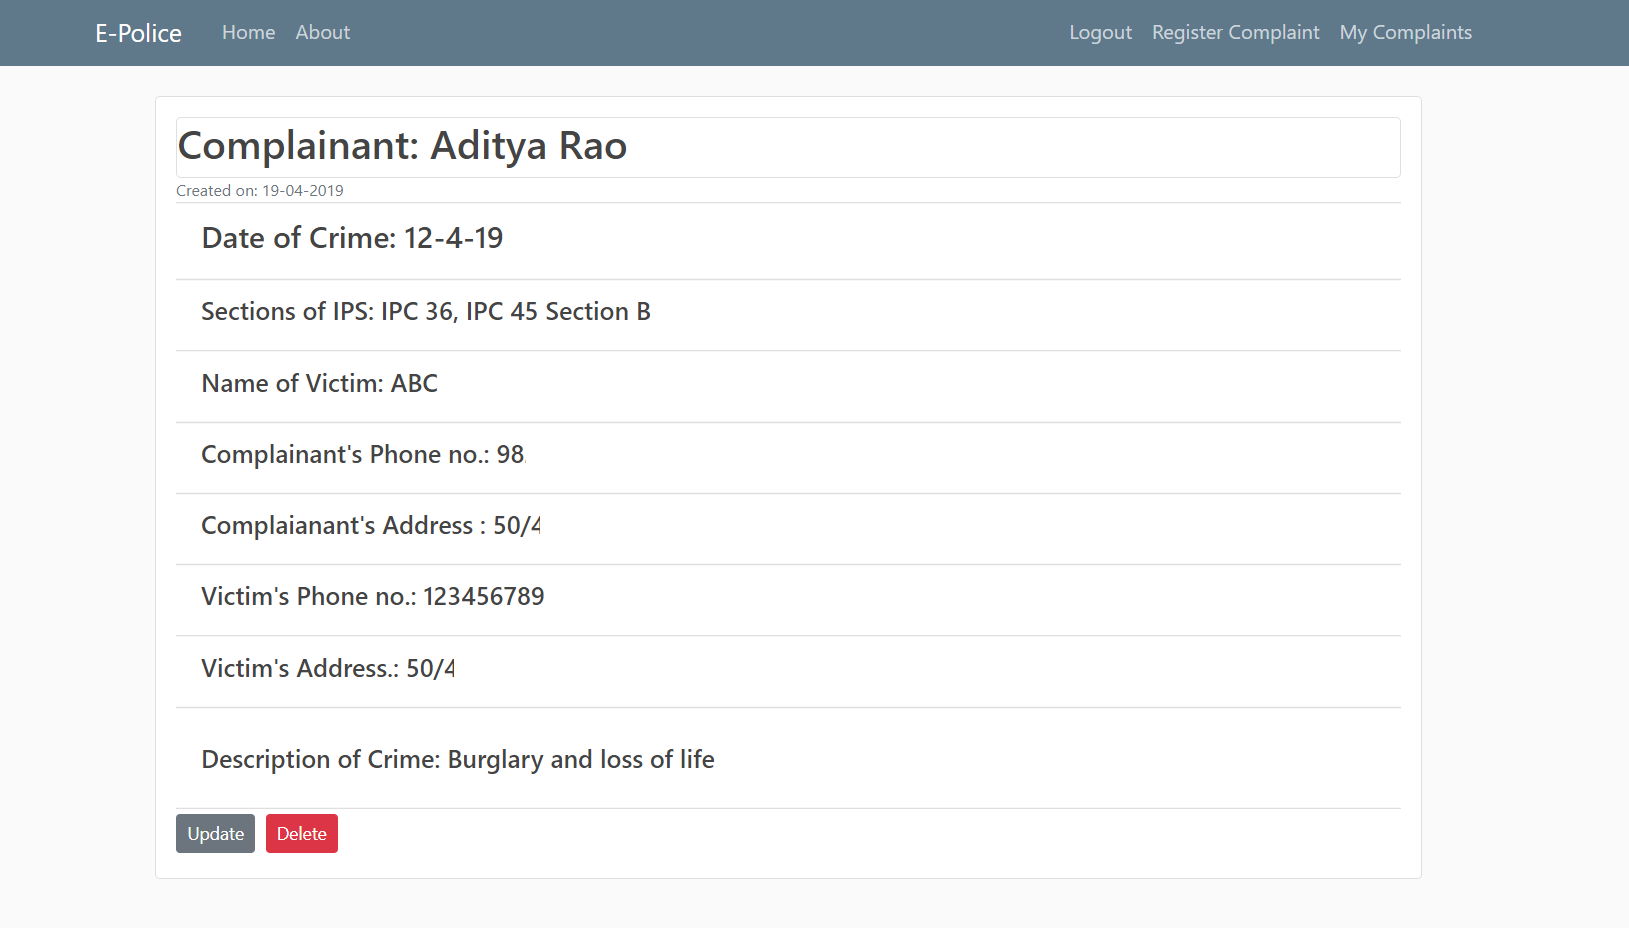 E-Police Home About Logout Register Complaint My Complaints
Complainant: Aditya Rao
Created on: 19-04-2019
Date of Crime: 12-4-19
Sections of IPS: IPC 36, IPC 45 Section B
Name of Victim: ABC
Complainant's Phone no.: 98
Complaianant's Address : 50/4
Victim's Phone no.: 123456789
Victim's Address.: 50/4
Description of Crime: Burglary and loss of life
Update Delete